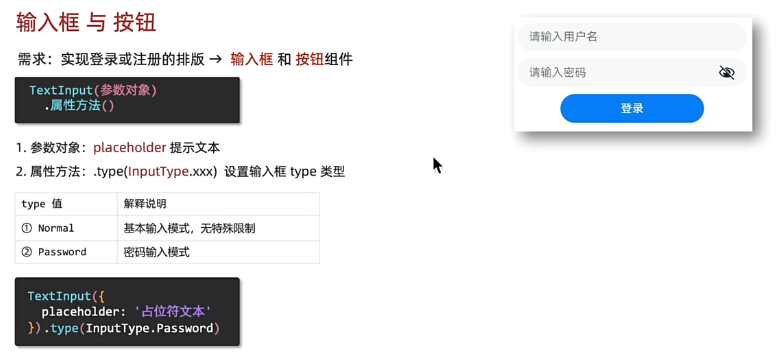 输入框 与 按钮
需求：实现登录或注册的排版 → 输入框 和 按钮组件
TextInput(参数对象)
.属性方法()
1. 参数对象：placeholder 提示文本
2. 属性方法：.type(InputType.xxx) 设置输入框 type 类型
type 值 解释说明
① Normal 基本输入模式，无特殊限制
② Password 密码输入模式
TextInput({
placeholder: '占位符文本'
}).type(InputType.Password)
请输入用户名
请输入密码
登录